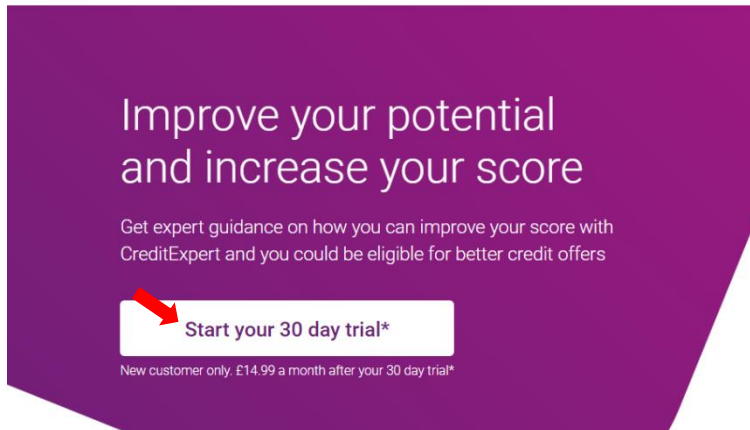 Improve your potential
and increase your score
Get expert guidance on how you can improve your score with
CreditExpert and you could be eligible for better credit offers
Start your 30 day trial*
New customer only. £14.99 a month after your 30 day trial*